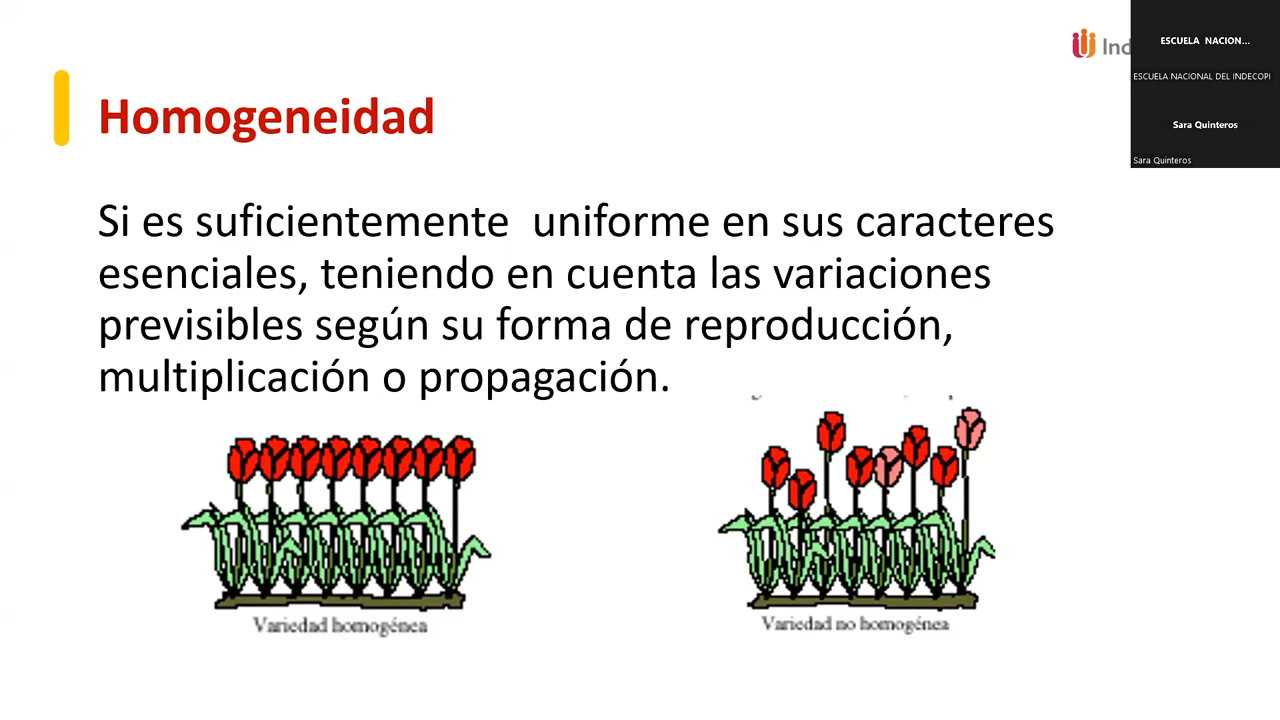 Ind
ESCUELA NACION...
ESCUELA NACIONAL DEL INDECOPI
Sara Quinteros
Sara Quinteros
Homogeneidad
Si es suficientemente uniforme en sus caracteres
esenciales, teniendo en cuenta las variaciones
previsibles según su forma de reproducción,
multiplicación o propagación.
Variedad homogénea
Variedad no homogénea